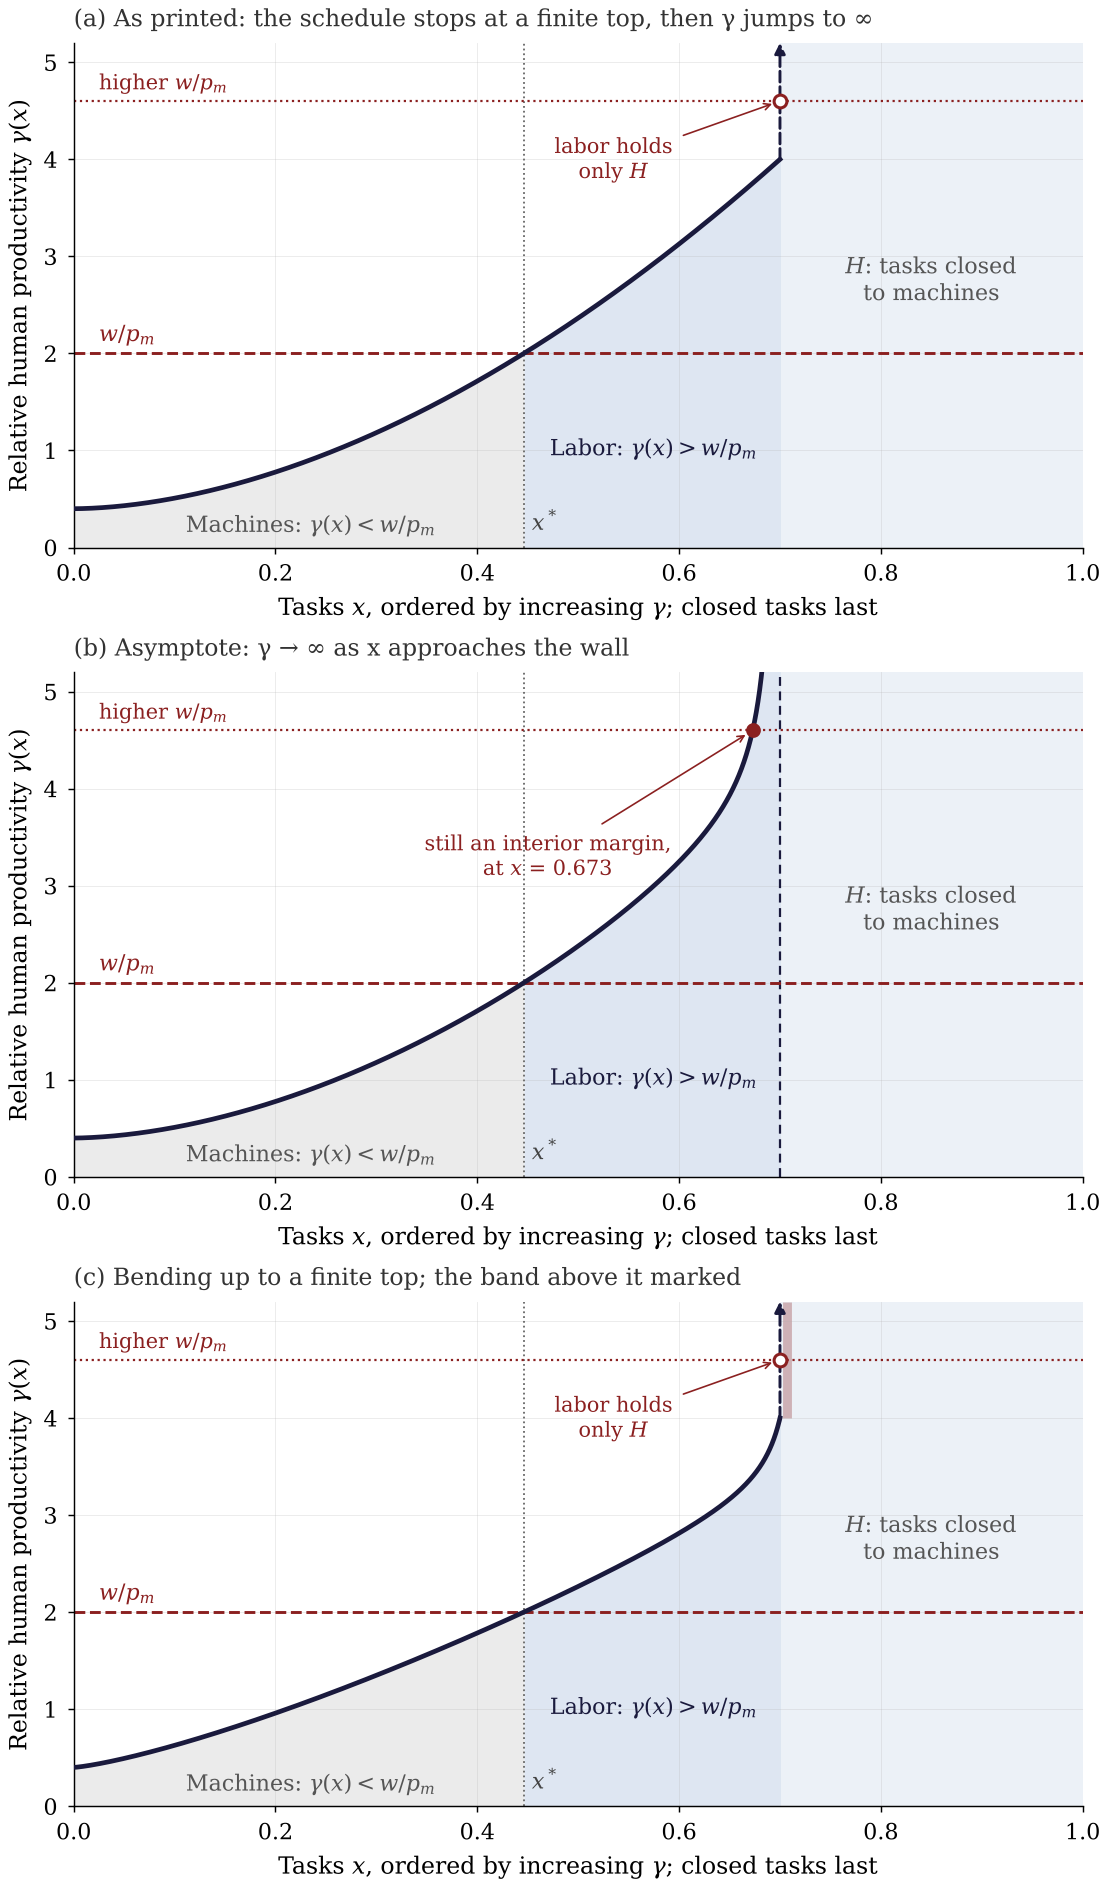 (a) As printed: the schedule stops at a finite top, then γ jumps to ∞
Relative human productivity γ(x)
5
4
3
2
1
0
higher w/pₘ
labor holds
only H
H: tasks closed
to machines
w/pₘ
Labor: γ(x) > w/pₘ
Machines: γ(x) < w/pₘ
x*
0.0 0.2 0.4 0.6 0.8 1.0
Tasks x, ordered by increasing γ; closed tasks last
(b) Asymptote: γ → ∞ as x approaches the wall
Relative human productivity γ(x)
5
4
3
2
1
0
higher w/pₘ
still an interior margin,
at x = 0.673
H: tasks closed
to machines
w/pₘ
Labor: γ(x) > w/pₘ
Machines: γ(x) < w/pₘ
x*
0.0 0.2 0.4 0.6 0.8 1.0
Tasks x, ordered by increasing γ; closed tasks last
(c) Bending up to a finite top; the band above it marked
Relative human productivity γ(x)
5
4
3
2
1
0
higher w/pₘ
labor holds
only H
H: tasks closed
to machines
w/pₘ
Labor: γ(x) > w/pₘ
Machines: γ(x) < w/pₘ
x*
0.0 0.2 0.4 0.6 0.8 1.0
Tasks x, ordered by increasing γ; closed tasks last